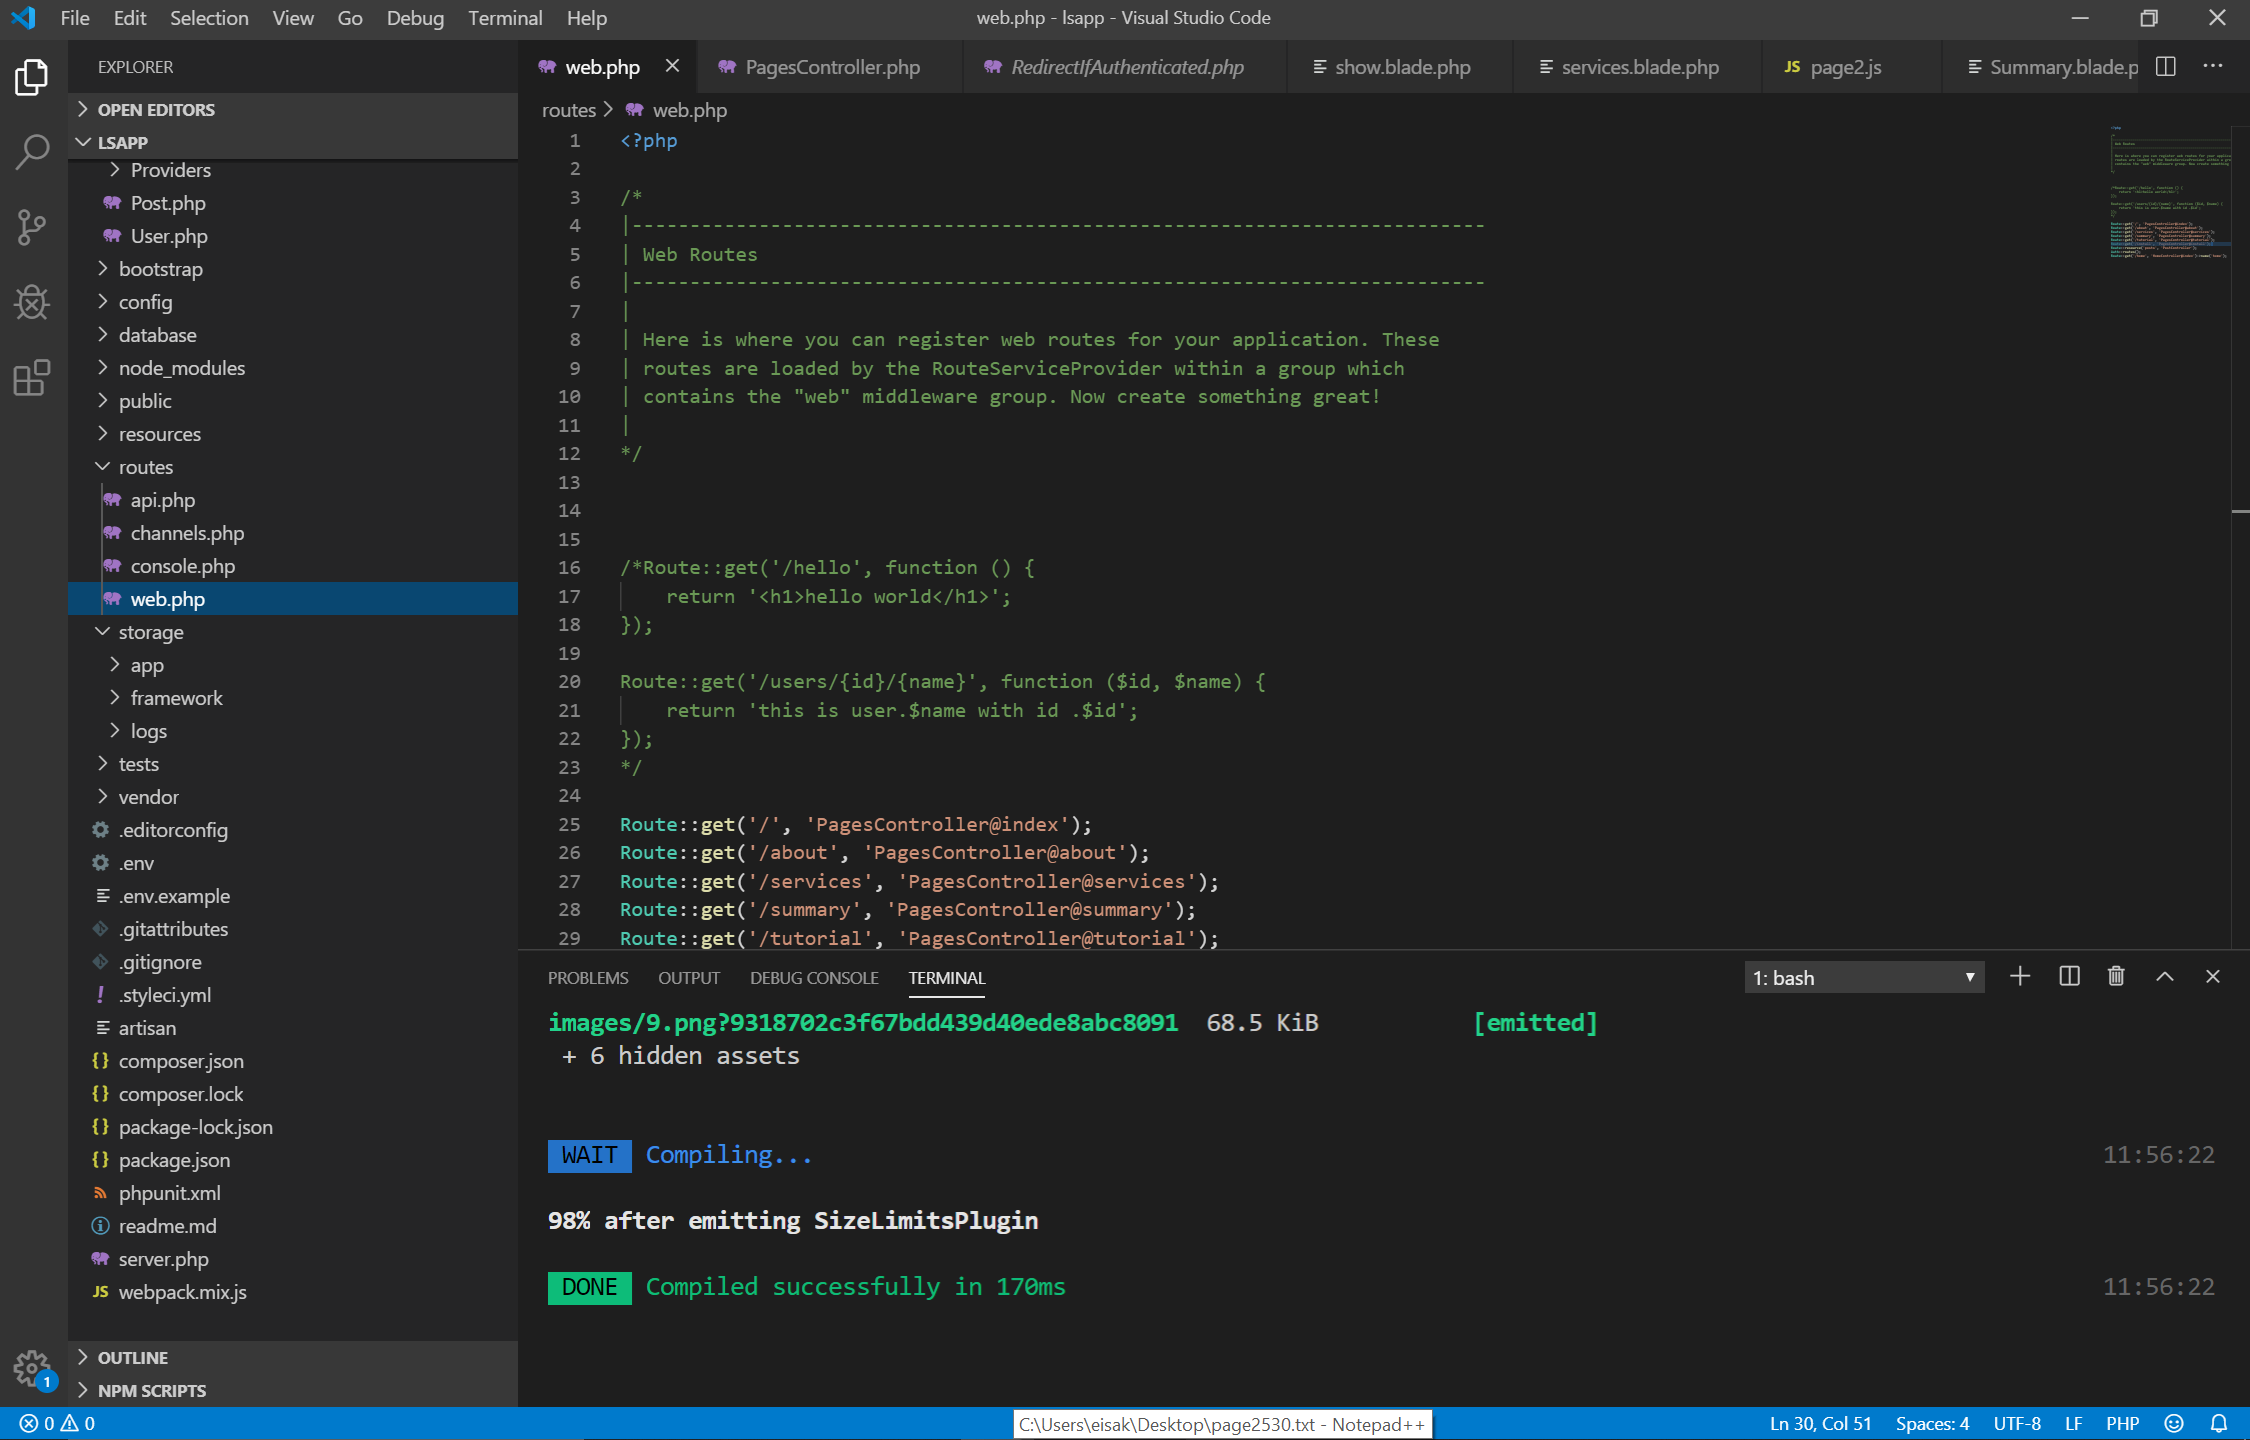 File Edit Selection View Go Debug Terminal Help
web.php - lsapp - Visual Studio Code
EXPLORER
OPEN EDITORS
LSAPP
Providers
Post.php
User.php
bootstrap
config
database
node_modules
public
resources
routes
api.php
channels.php
console.php
web.php
storage
app
framework
logs
tests
vendor
.editorconfig
.env
.env.example
.gitattributes
.gitignore
! .styleci.yml
artisan
{} composer.json
{} composer.lock
{} package-lock.json
{} package.json
phpunit.xml
readme.md
server.php
JS webpack.mix.js
OUTLINE
NPM SCRIPTS
1
web.php PagesController.php RedirectIfAuthenticated.php show.blade.php services.blade.php JS page2.js Summary.blade.p
routes > web.php
1 <?php
2
3 /*
4 |--------------------------------------------------------------------------
5 | Web Routes
6 |--------------------------------------------------------------------------
7 |
8 | Here is where you can register web routes for your application. These
9 | routes are loaded by the RouteServiceProvider within a group which
10 | contains the "web" middleware group. Now create something great!
11 |
12 */
13
14
15
16 /*Route::get('/hello', function () {
17     return '<h1>hello world</h1>';
18 });
19
20 Route::get('/users/{id}/{name}', function ($id, $name) {
21     return 'this is user.$name with id .$id';
22 });
23 */
24
25 Route::get('/', 'PagesController@index');
26 Route::get('/about', 'PagesController@about');
27 Route::get('/services', 'PagesController@services');
28 Route::get('/summary', 'PagesController@summary');
29 Route::get('/tutorial', 'PagesController@tutorial');
PROBLEMS OUTPUT DEBUG CONSOLE TERMINAL 1: bash
images/9.png?9318702c3f67bdd439d40ede8abc8091 68.5 KiB [emitted]
+ 6 hidden assets
WAIT Compiling... 11:56:22
98% after emitting SizeLimitsPlugin
DONE Compiled successfully in 170ms 11:56:22
0 0 C:\Users\eisak\Desktop\page2530.txt - Notepad++ Ln 30, Col 51 Spaces: 4 UTF-8 LF PHP